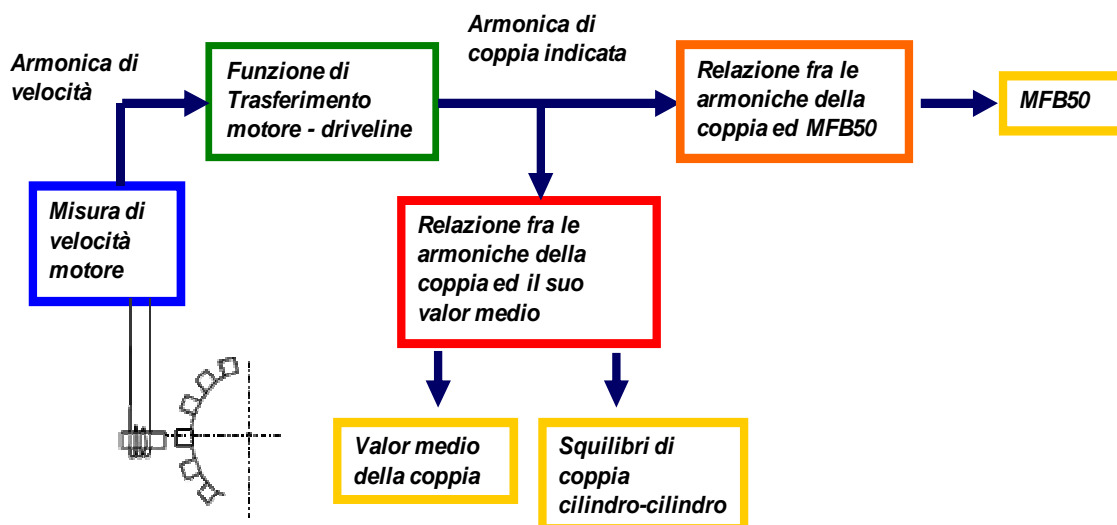 Armonica di
velocità
Funzione di
Trasferimento
motore - driveline
Armonica di
coppia indicata
Relazione fra le
armoniche della
coppia ed MFB50
MFB50
Misura di
velocità
motore
Relazione fra le
armoniche della
coppia ed il suo
valor medio
Valor medio
della coppia
Squilibri di
coppia
cilindro-cilindro